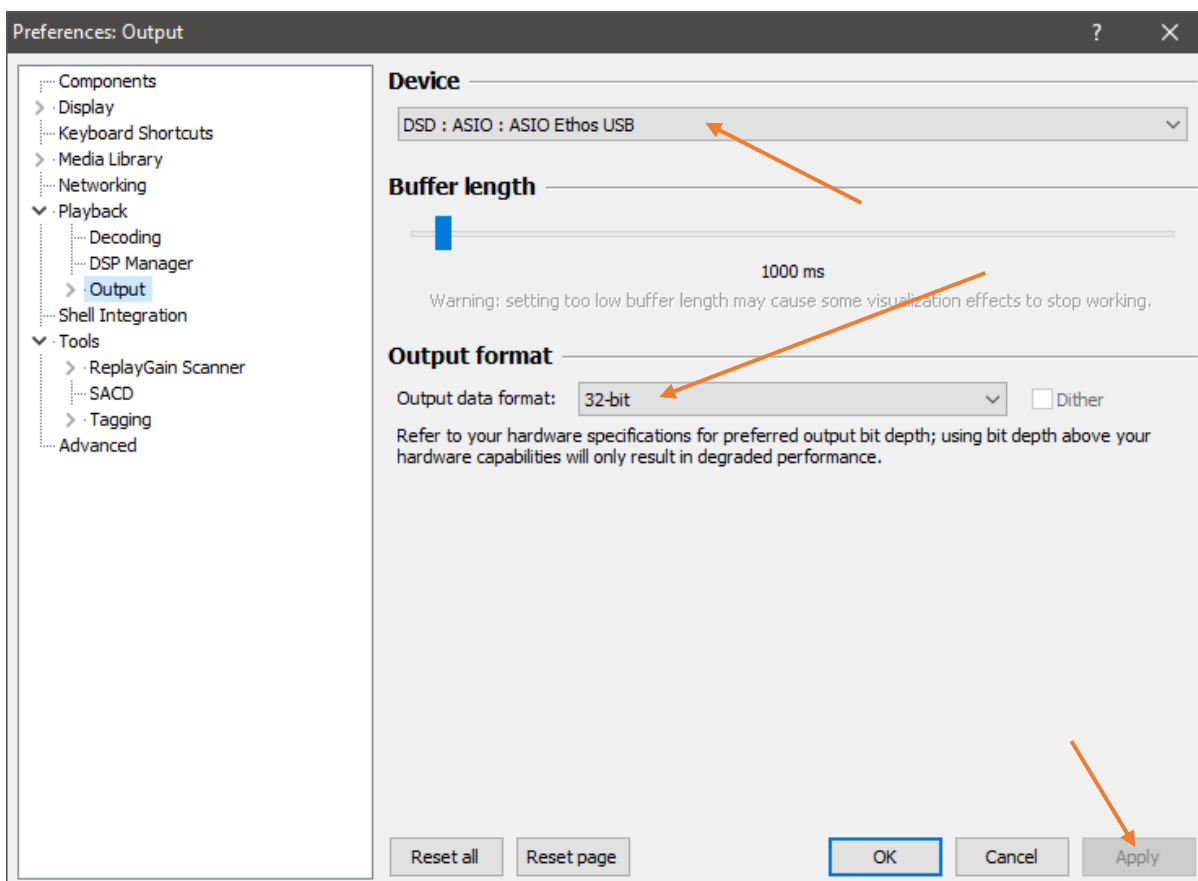 Preferences: Output
?
Components
Display
Keyboard Shortcuts
Media Library
Networking
Playback
Decoding
DSP Manager
Output
Shell Integration
Tools
ReplayGain Scanner
SACD
Tagging
Advanced
Device
DSD : ASIO : ASIO Ethos USB
Buffer length
1000 ms
Warning: setting too low buffer length may cause some visualization effects to stop working.
Output format
Output data format: 32-bit Dither
Refer to your hardware specifications for preferred output bit depth; using bit depth above your
hardware capabilities will only result in degraded performance.
Reset all Reset page OK Cancel Apply